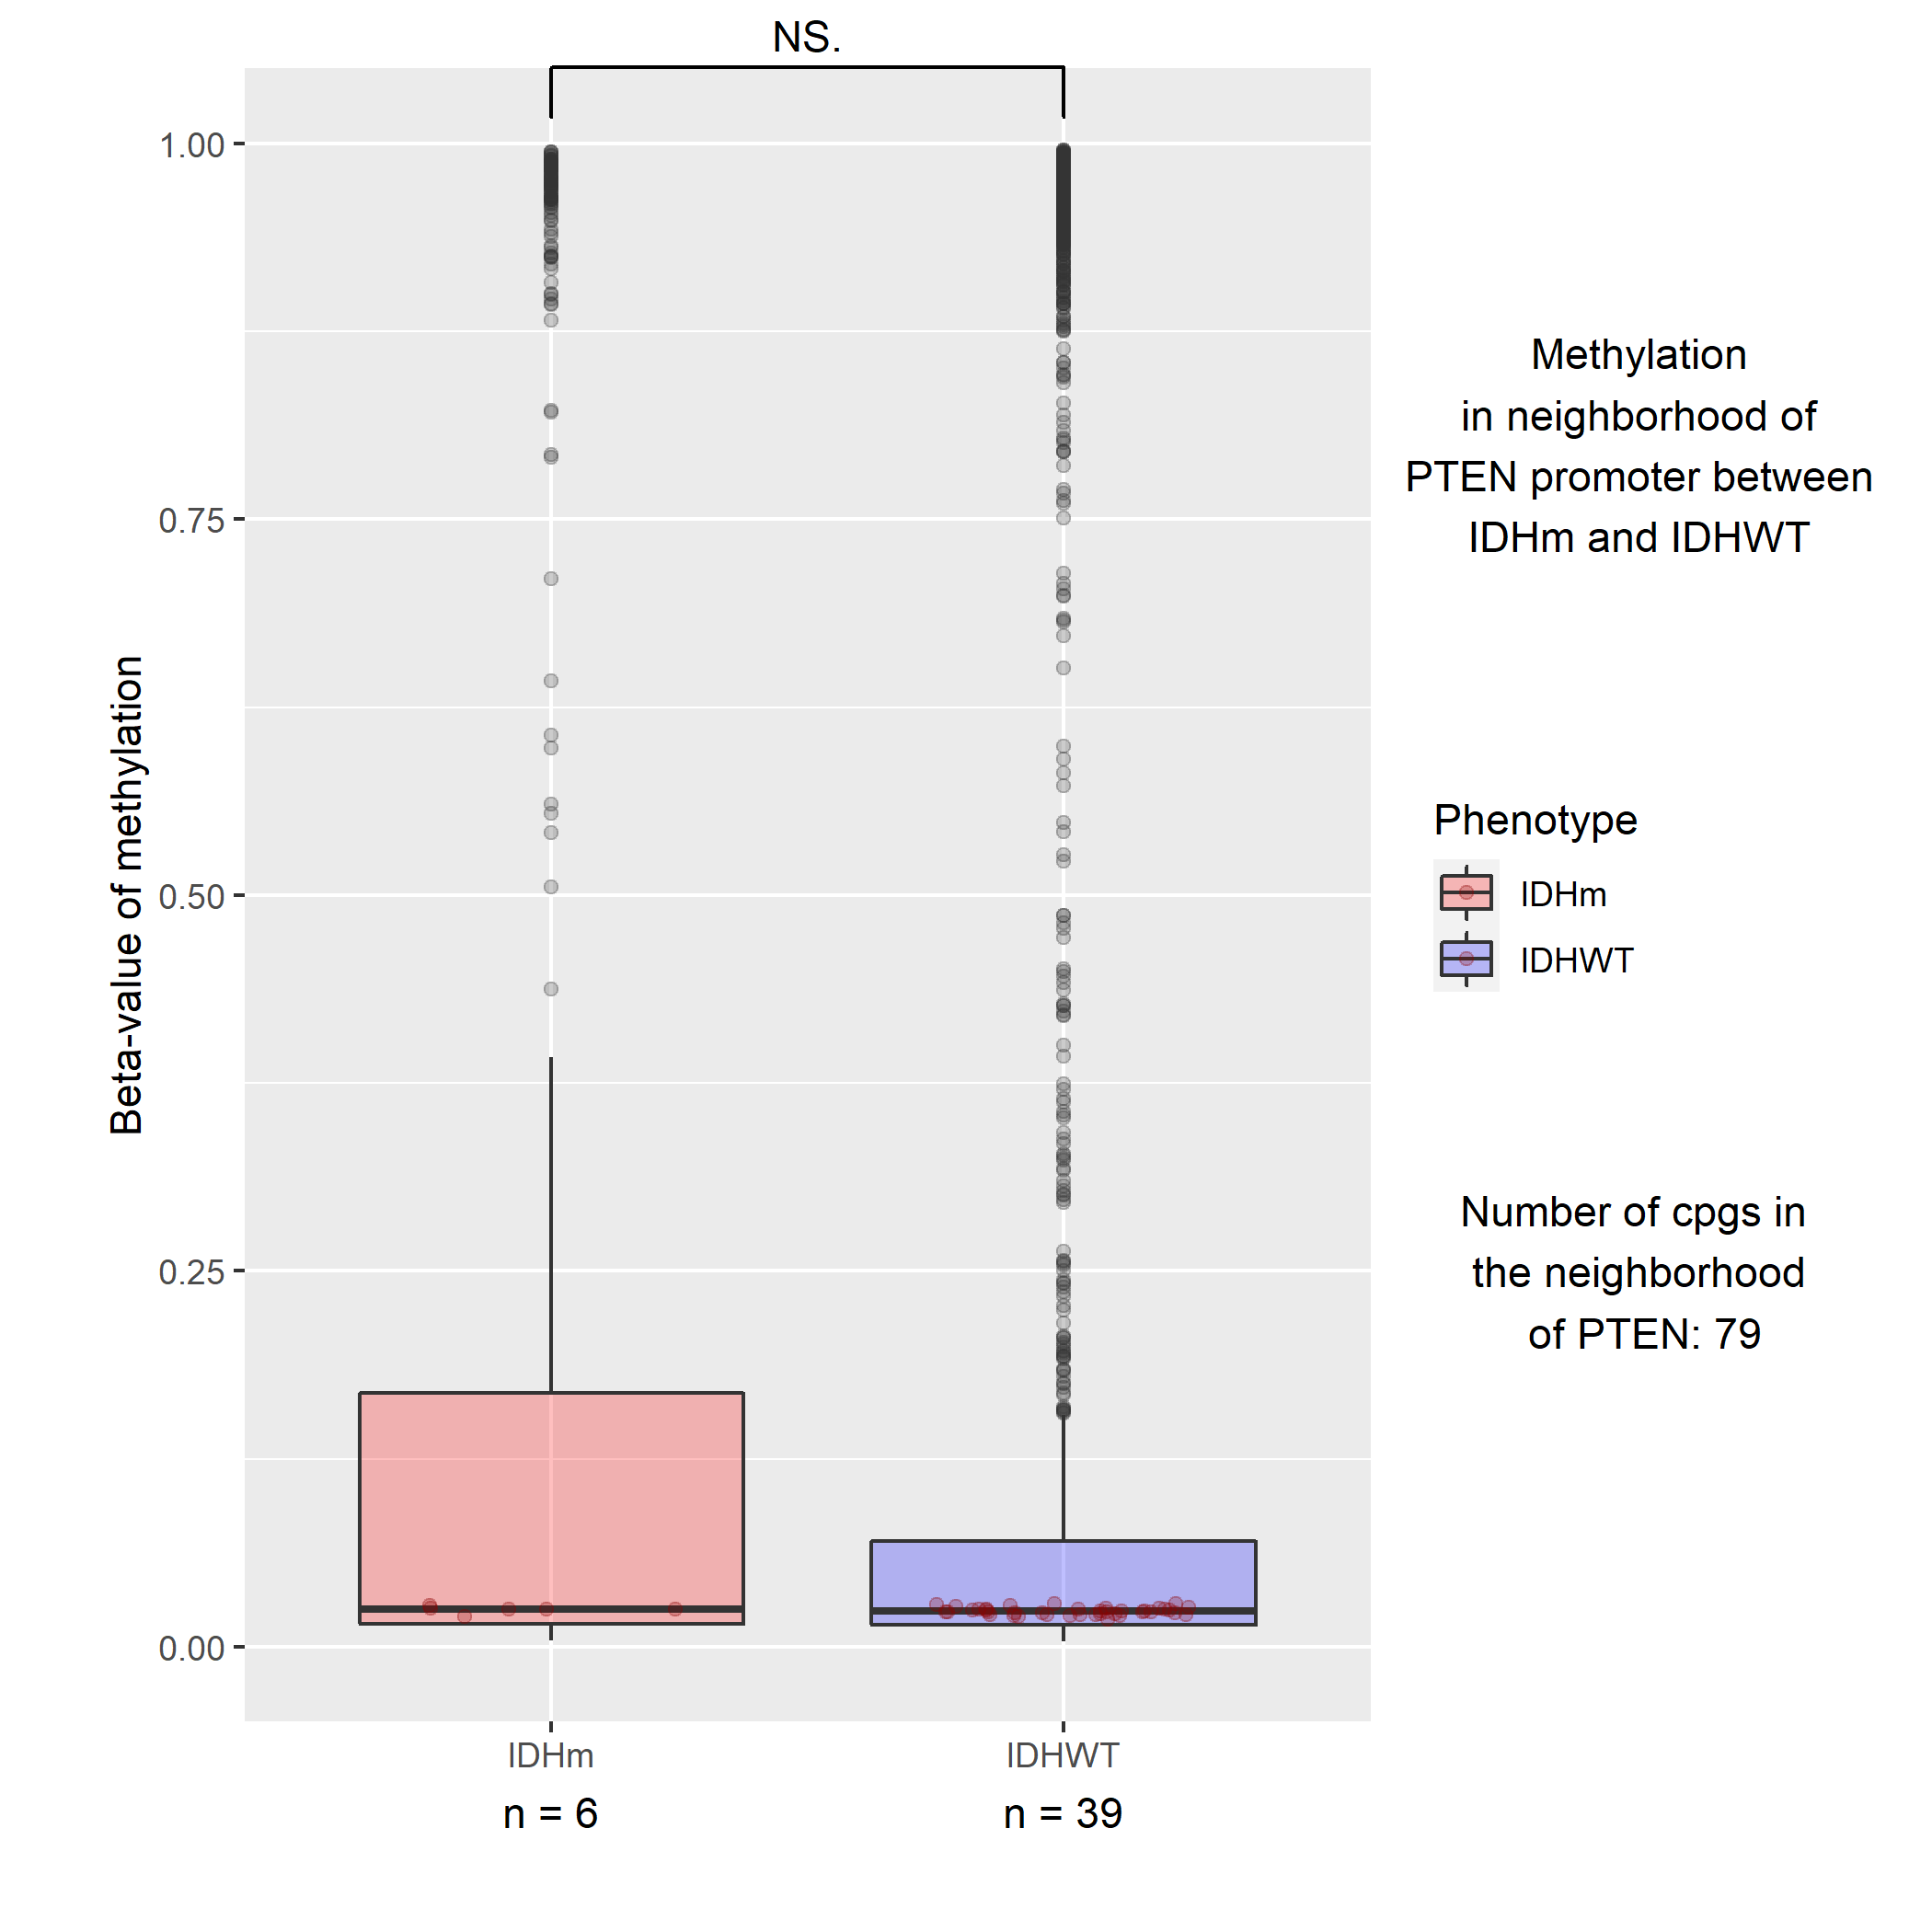 NS.
1.00
0.75
0.50
0.25
0.00
Beta-value of methylation
IDHm
IDHWT
n = 6
n = 39
Methylation
in neighborhood of
PTEN promoter between
IDHm and IDHWT
Phenotype
IDHm
IDHWT
Number of cpgs in
the neighborhood
of PTEN: 79